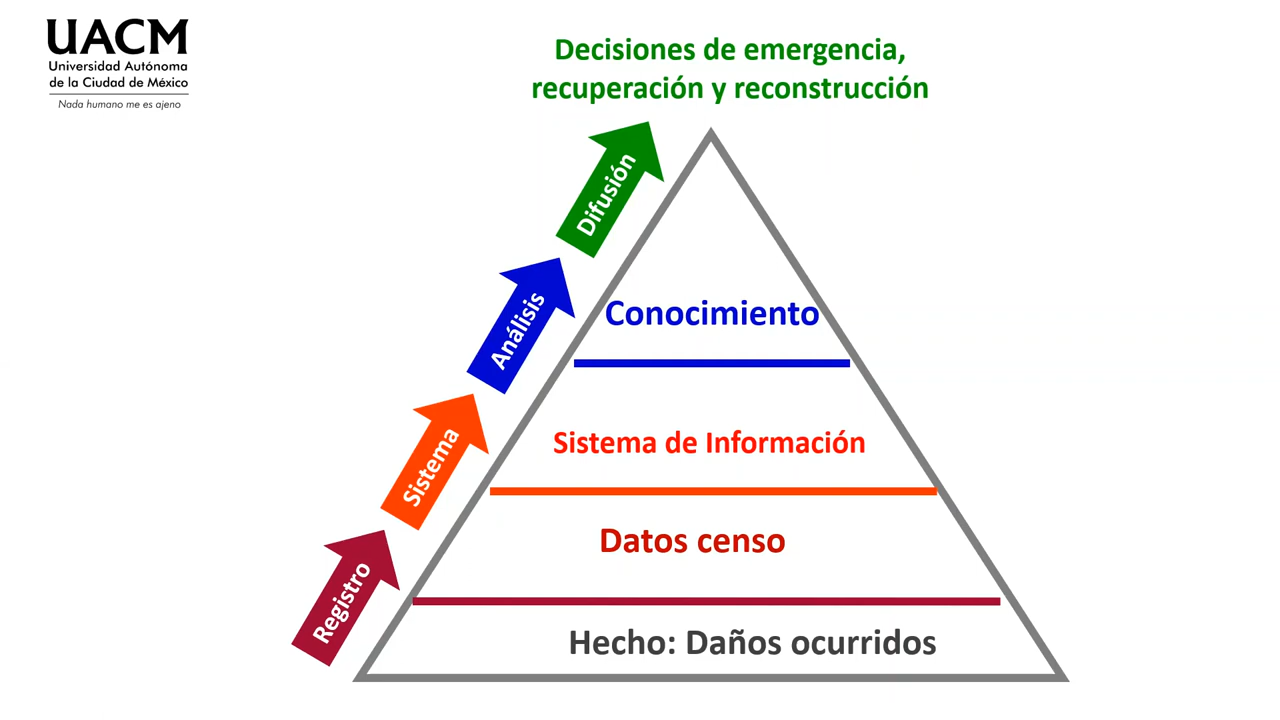 UACM
Universidad Autónoma
de la Ciudad de México
Nada humano me es ajeno
Decisiones de emergencia,
recuperación y reconstrucción
Difusión
Análisis
Conocimiento
Sistema
Sistema de Información
Datos censo
Registro
Hecho: Daños ocurridos